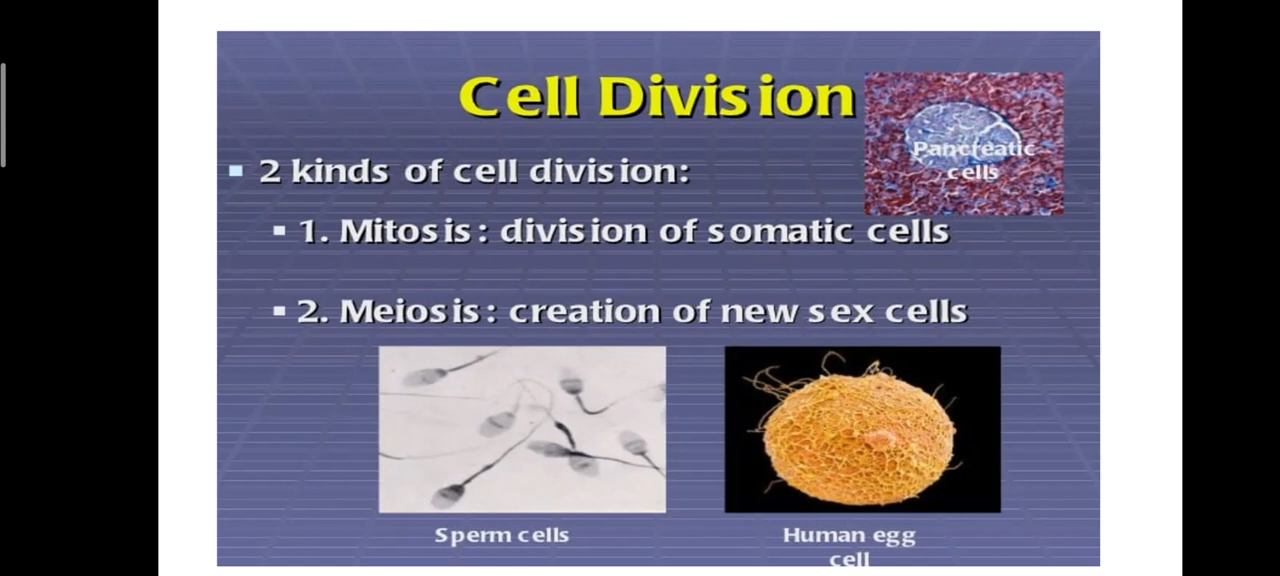 Cell Division
Pancreatic
cells
2 kinds of cell division:
1. Mitosis: division of somatic cells
2. Meiosis: creation of new sex cells
Sperm cells
Human egg
cell